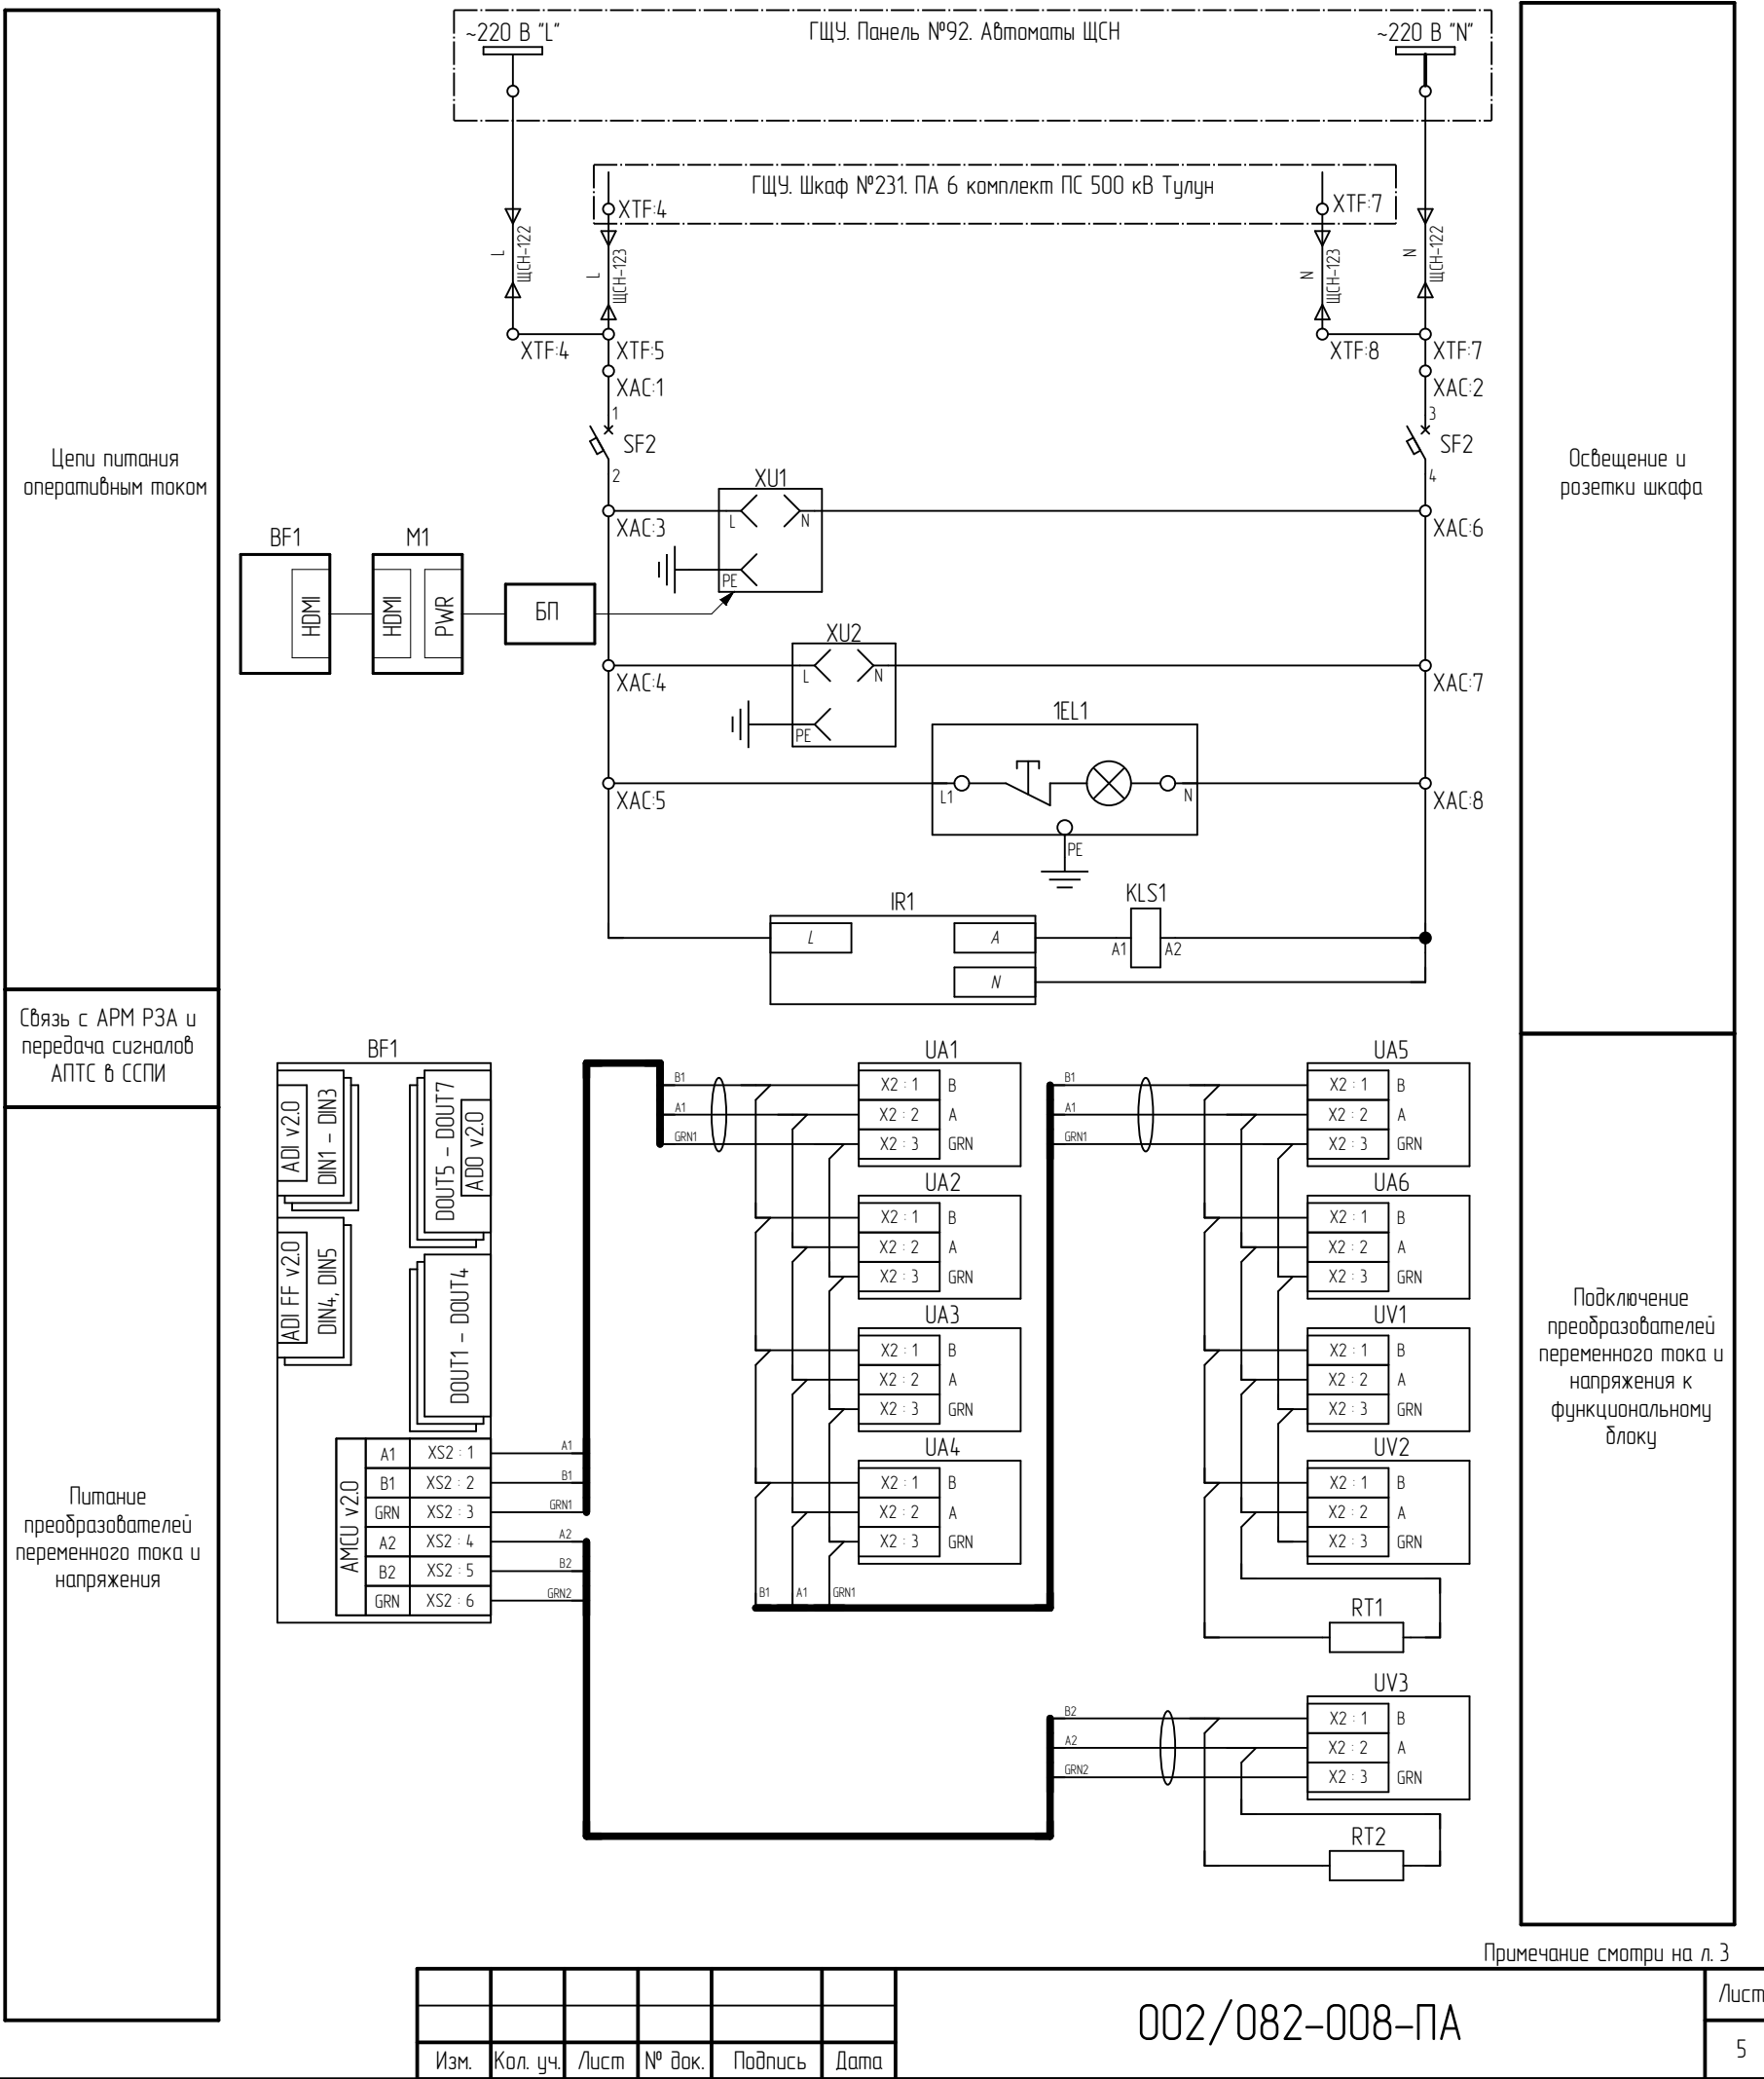 ~220 В "L"
ГЩУ. Панель №92. Автоматы ЩСН
~220 В "N"
ГЩУ. Шкаф №231. ПА 6 комплект ПС 500 кВ Тулун
XTF:4
XTF:7
L
ЩСН-122
L
ЩСН-123
N
ЩСН-123
N
ЩСН-122
XTF:4
XTF:5
XTF:8
XTF:7
XAC:1
XAC:2
1
SF2
2
3
SF2
4
Цепи питания
оперативным током
Освещение и
розетки шкафа
XU1
L
N
PE
XAC:3
XAC:6
BF1
HDMI
M1
HDMI
PWR
БП
XU2
L
N
PE
XAC:4
XAC:7
1EL1
L1
N
PE
XAC:5
XAC:8
IR1
L
A
N
KLS1
A1
A2
Связь с АРМ РЗА и
передача сигналов
АПТС в ССПИ
Питание
преобразователей
переменного тока и
напряжения
Подключение
преобразователей
переменного тока и
напряжения к
функциональному
блоку
BF1
ADI v2.0
DIN1 - DIN3
DOUT5 - DOUT7
ADO v2.0
ADI FF v2.0
DIN4, DIN5
DOUT1 - DOUT4
AMCU v2.0
A1 XS2 : 1 A1
B1 XS2 : 2 B1
GRN XS2 : 3 GRN1
A2 XS2 : 4 A2
B2 XS2 : 5 B2
GRN XS2 : 6 GRN2
UA1
B1 X2 : 1 B
A1 X2 : 2 A
GRN1 X2 : 3 GRN
UA2
X2 : 1 B
X2 : 2 A
X2 : 3 GRN
UA3
X2 : 1 B
X2 : 2 A
X2 : 3 GRN
UA4
X2 : 1 B
X2 : 2 A
X2 : 3 GRN
B1 A1 GRN1
UA5
B1 X2 : 1 B
A1 X2 : 2 A
GRN1 X2 : 3 GRN
UA6
X2 : 1 B
X2 : 2 A
X2 : 3 GRN
UV1
X2 : 1 B
X2 : 2 A
X2 : 3 GRN
UV2
X2 : 1 B
X2 : 2 A
X2 : 3 GRN
RT1
UV3
B2 X2 : 1 B
A2 X2 : 2 A
GRN2 X2 : 3 GRN
RT2
Примечание смотри на л. 3
Изм. Кол. уч. Лист № док. Подпись Дата
002/082-008-ПА
Лист
5